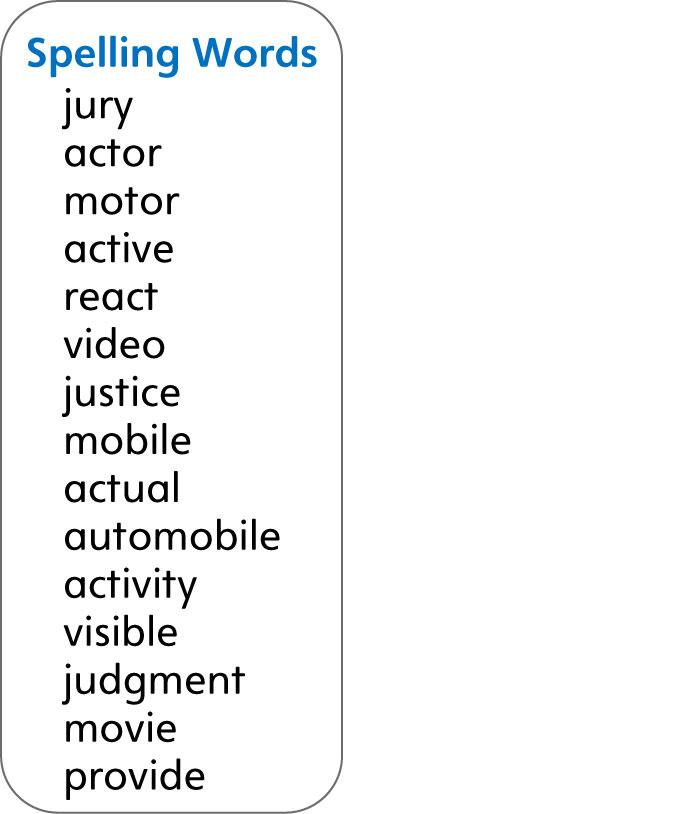 Spelling Words
jury
actor
motor
active
react
video
justice
mobile
actual
automobile
activity
visible
judgment
movie
provide